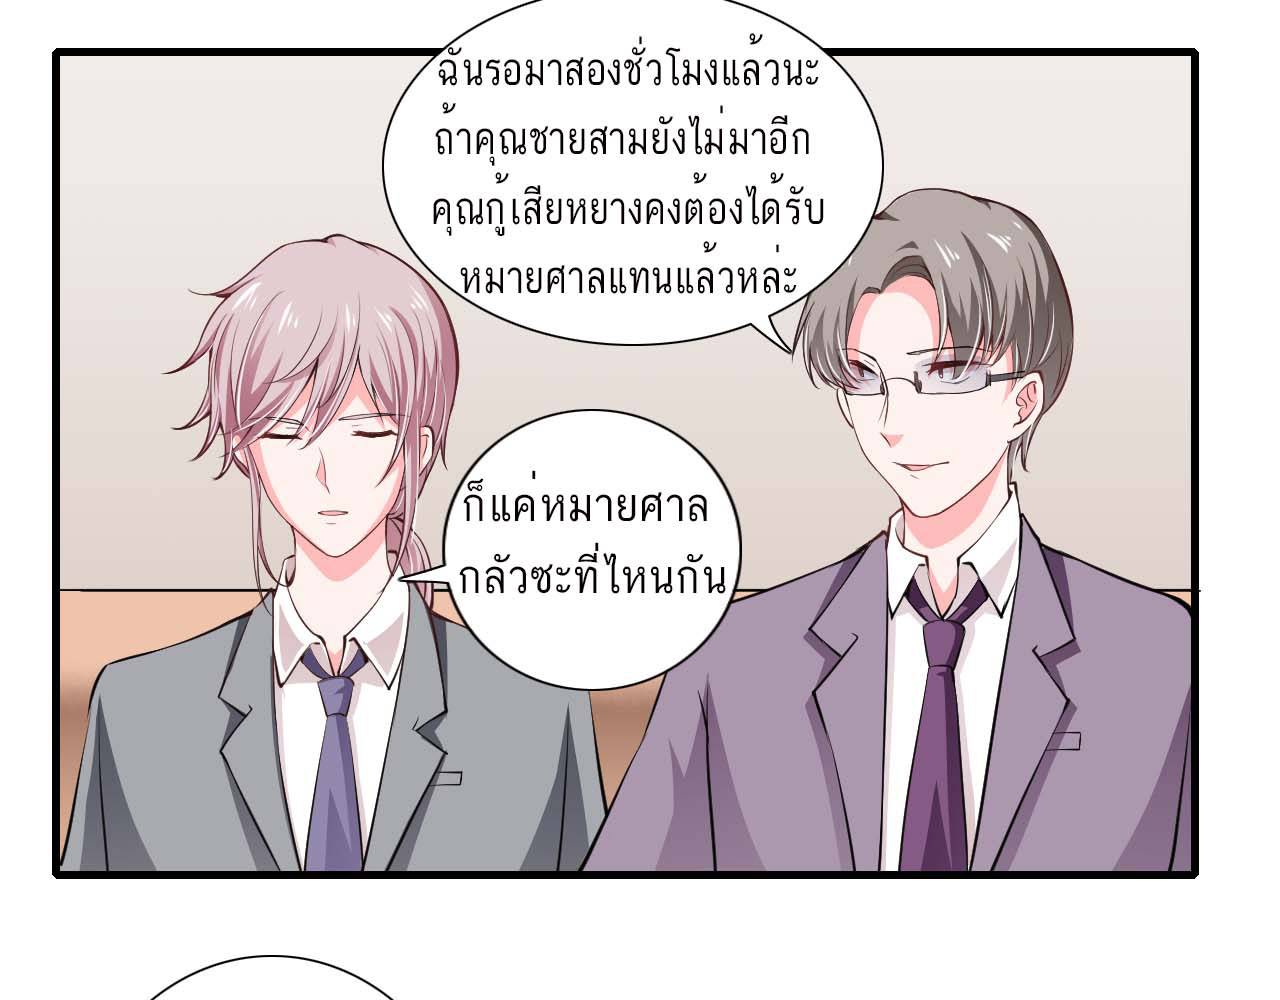 ฉันรอมาสองชั่วโมงแล้วนะ
ถ้าคุณชายสามยังไม่มาอีก
คุณกู้เสียหยางคงต้องได้รับ
หมายศาลแทนแล้วหล่ะ
ก็แค่หมายศาล
กลัวซะที่ไหนกัน